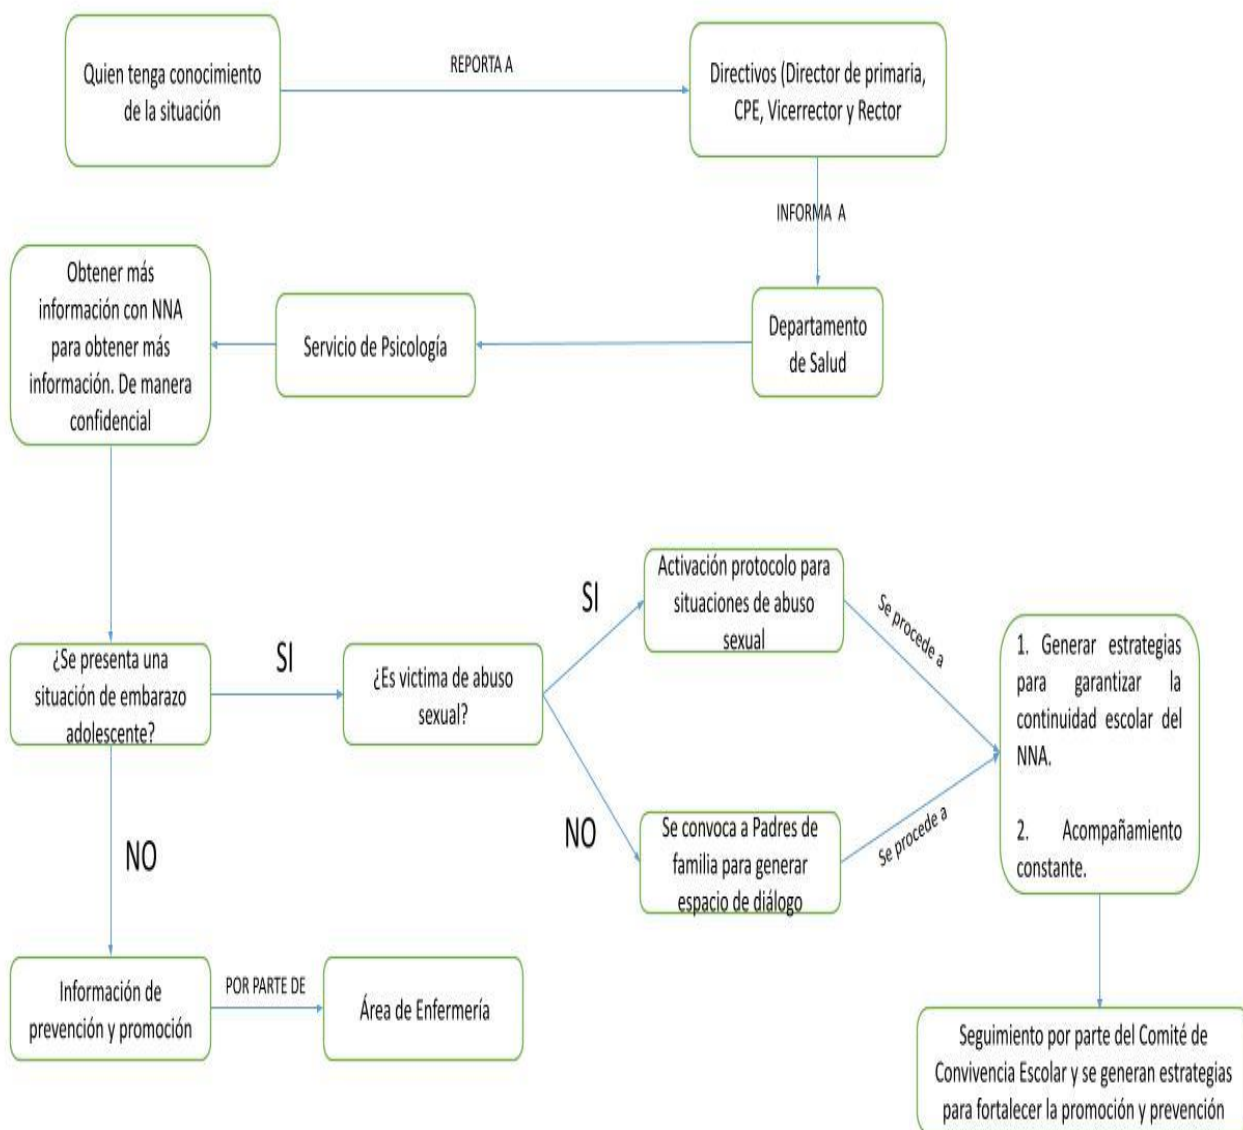 Quien tenga conocimiento
de la situación
REPORTA A
Directivos (Director de primaria,
CPE, Vicerrector y Rector
INFORMA A
Departamento
de Salud
Servicio de Psicología
Obtener más
información con NNA
para obtener más
información. De manera
confidencial
¿Se presenta una
situación de embarazo
adolescente?
SI
¿Es victima de abuso
sexual?
SI
Activación protocolo para
situaciones de abuso
sexual
Se procede a
NO
Se convoca a Padres de
familia para generar
espacio de diálogo
Se procede a
1. Generar estrategias
para garantizar la
continuidad escolar del
NNA.
2. Acompañamiento
constante.
NO
Información de
prevención y promoción
POR PARTE DE
Área de Enfermería
Seguimiento por parte del Comité de
Convivencia Escolar y se generan estrategias
para fortalecer la promoción y prevención